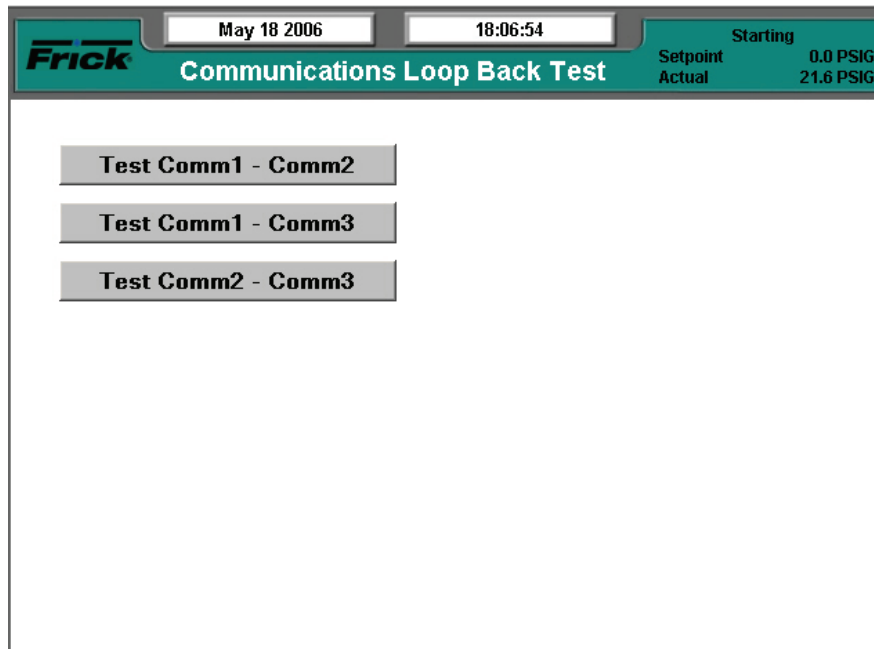 May 18 2006
18:06:54
Starting
Frick
Setpoint 0.0 PSIG
Communications Loop Back Test
Actual 21.6 PSIG
Test Comm1 - Comm2
Test Comm1 - Comm3
Test Comm2 - Comm3